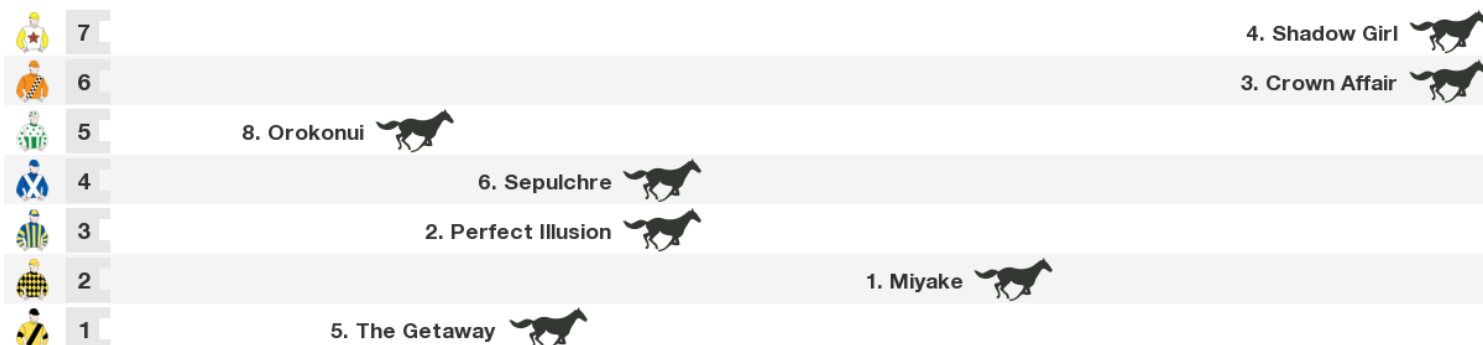 7 4. Shadow Girl
6 3. Crown Affair
5 8. Orokonui
4 6. Sepulchre
3 2. Perfect Illusion
2 1. Miyake
1 5. The Getaway